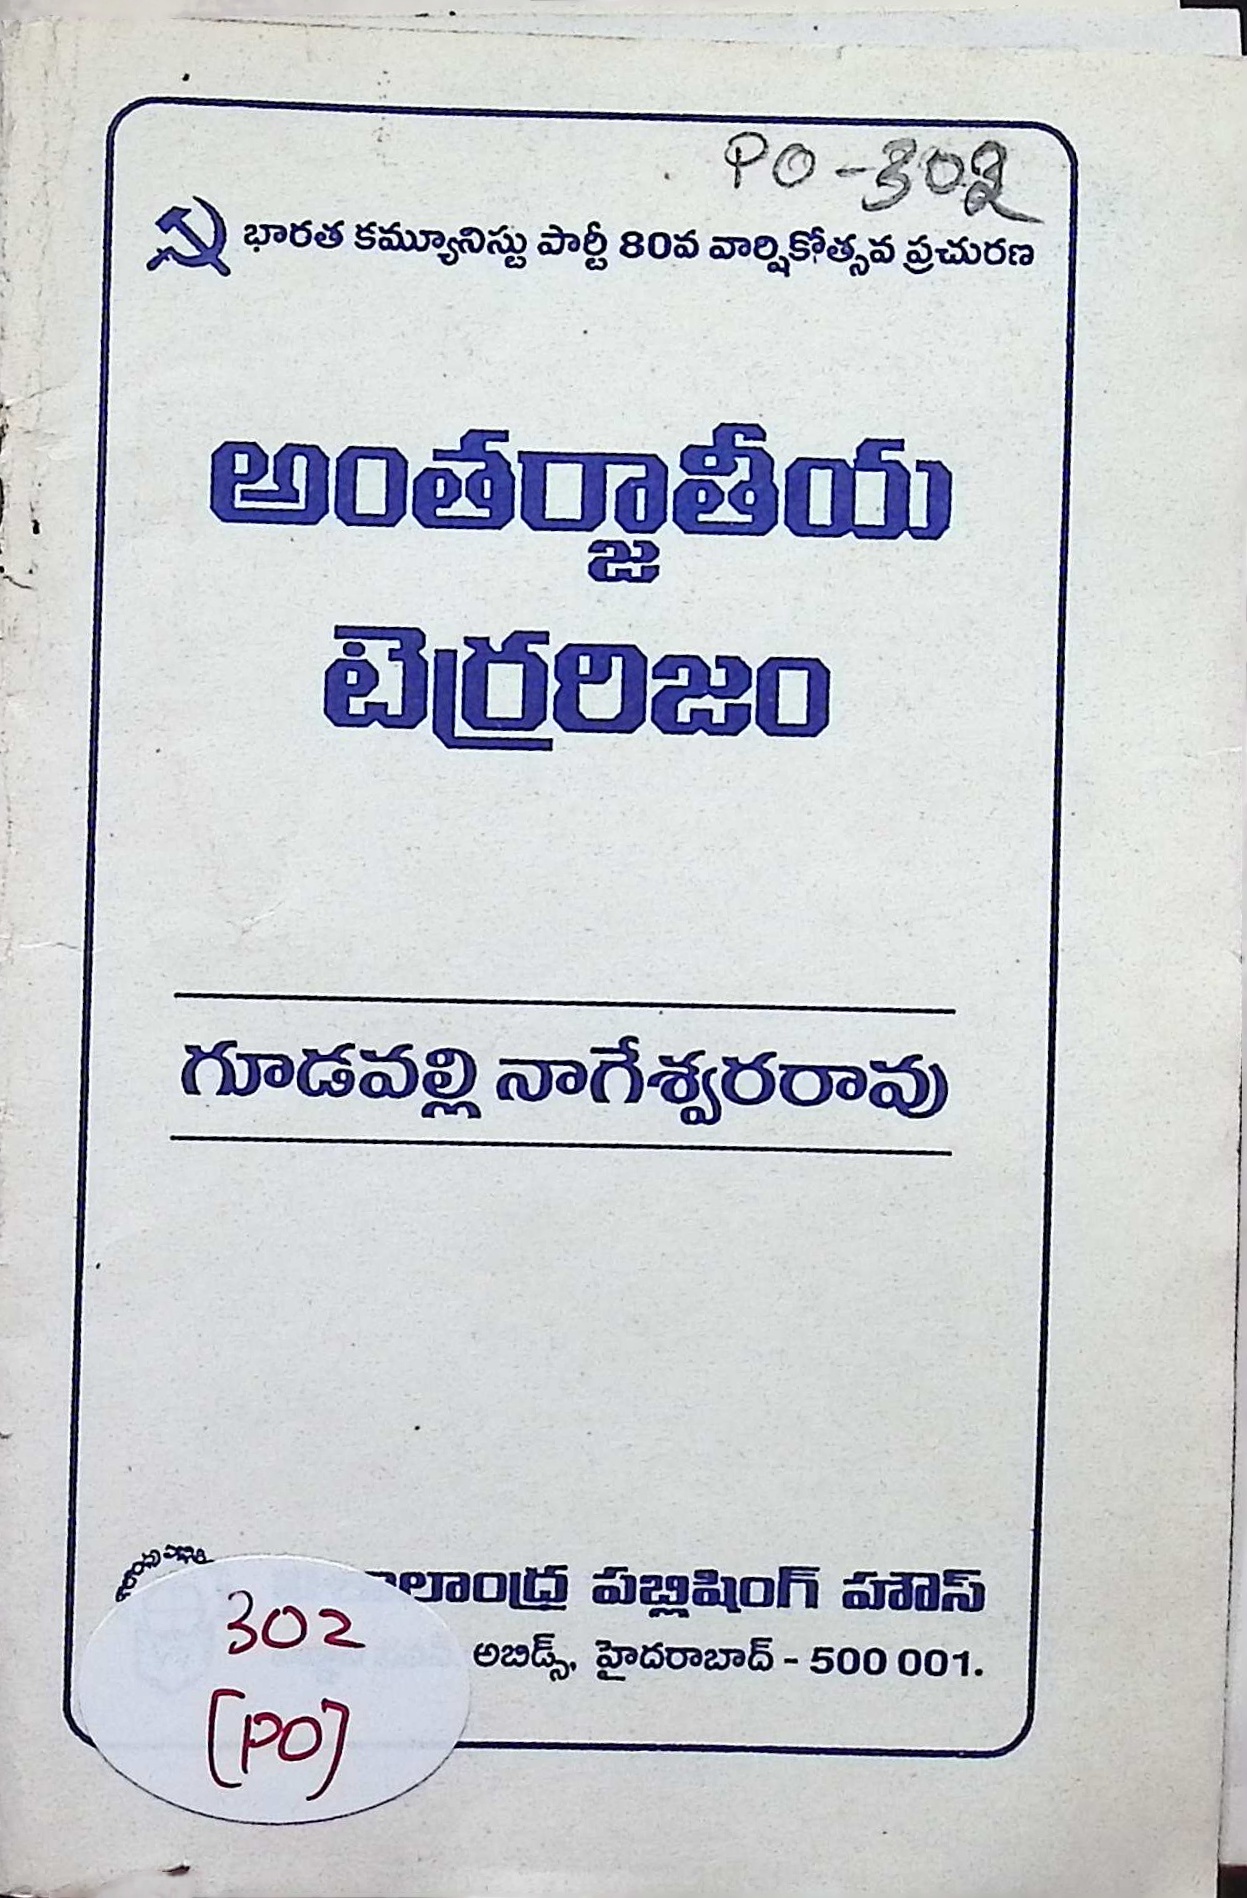 PO-302
భారత కమ్యూనిస్టు పార్టీ 80వ వార్షికోత్సవ ప్రచురణ
అంతర్జాతీయ
టెర్రరిజం
గూడవల్లి నాగేశ్వరరావు
పబ్లిషింగ్ హౌస్
అబిడ్స్, హైదరాబాద్ - 500 001.
302
[PO]